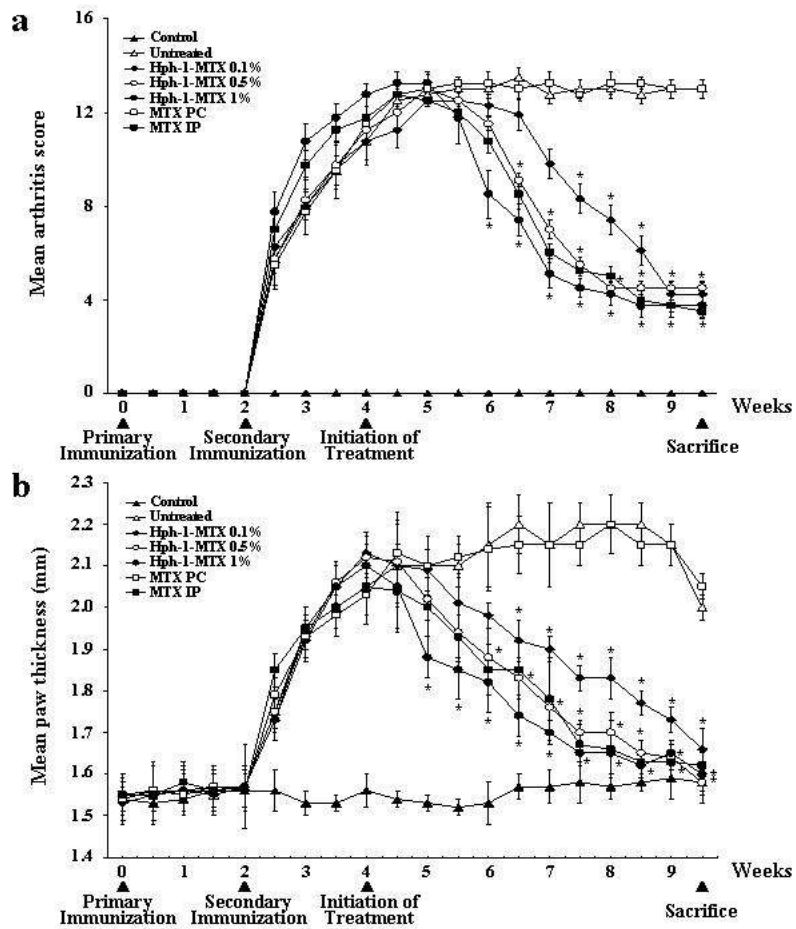 a
16
12
8
4
0
Mean arthritis score
Control
Untreated
Hph-1-MTX 0.1%
Hph-1-MTX 0.5%
Hph-1-MTX 1%
MTX PC
MTX IP
0 1 2 3 4 5 6 7 8 9 Weeks
Primary Immunization
Secondary Immunization
Initiation of Treatment
Sacrifice
b
2.3
2.2
2.1
2.0
1.9
1.8
1.7
1.6
1.5
1.4
Mean paw thickness (mm)
Control
Untreated
Hph-1-MTX 0.1%
Hph-1-MTX 0.5%
Hph-1-MTX 1%
MTX PC
MTX IP
0 1 2 3 4 5 6 7 8 9 Weeks
Primary Immunization
Secondary Immunization
Initiation of Treatment
Sacrifice